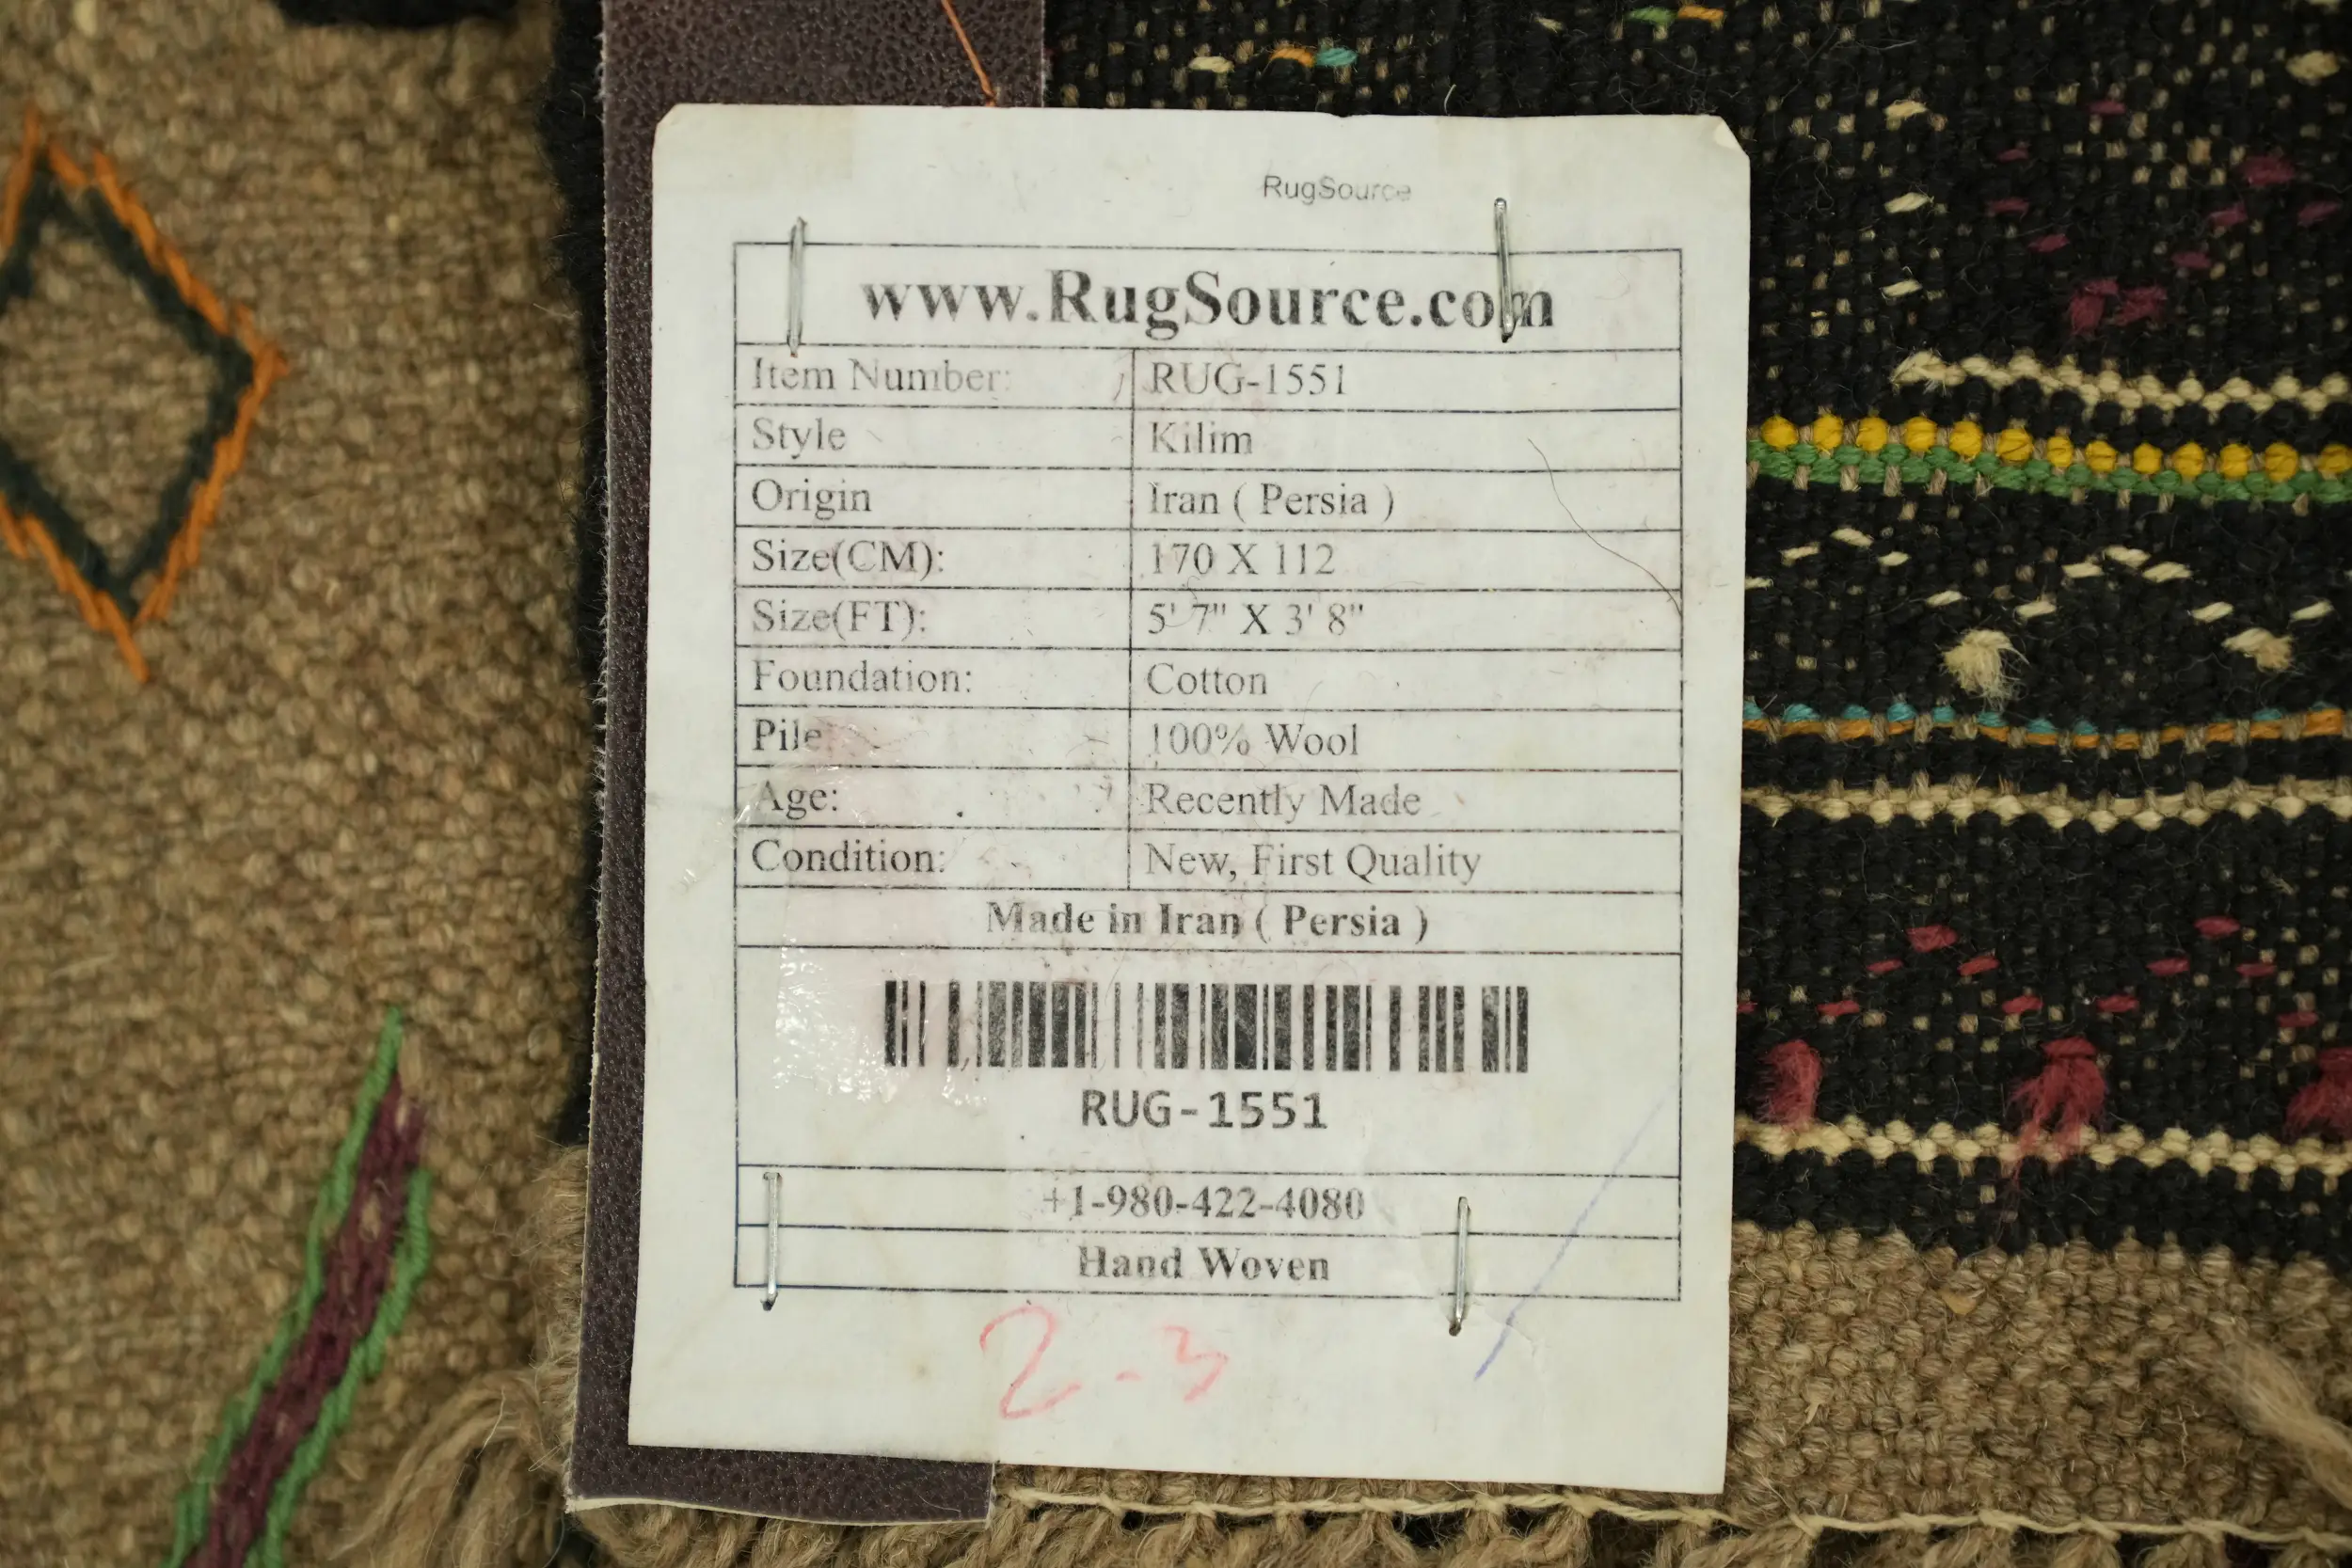 RugSource
www.RugSource.com
Item Number: RUG-1551
Style Kilim
Origin Iran ( Persia )
Size(CM): 170 X 112
Size(FT): 5' 7" X 3' 8"
Foundation: Cotton
Pile: 100% Wool
Age: Recently Made
Condition: New, First Quality
Made in Iran ( Persia )
RUG-1551
+1-980-422-4080
Hand Woven
2-3